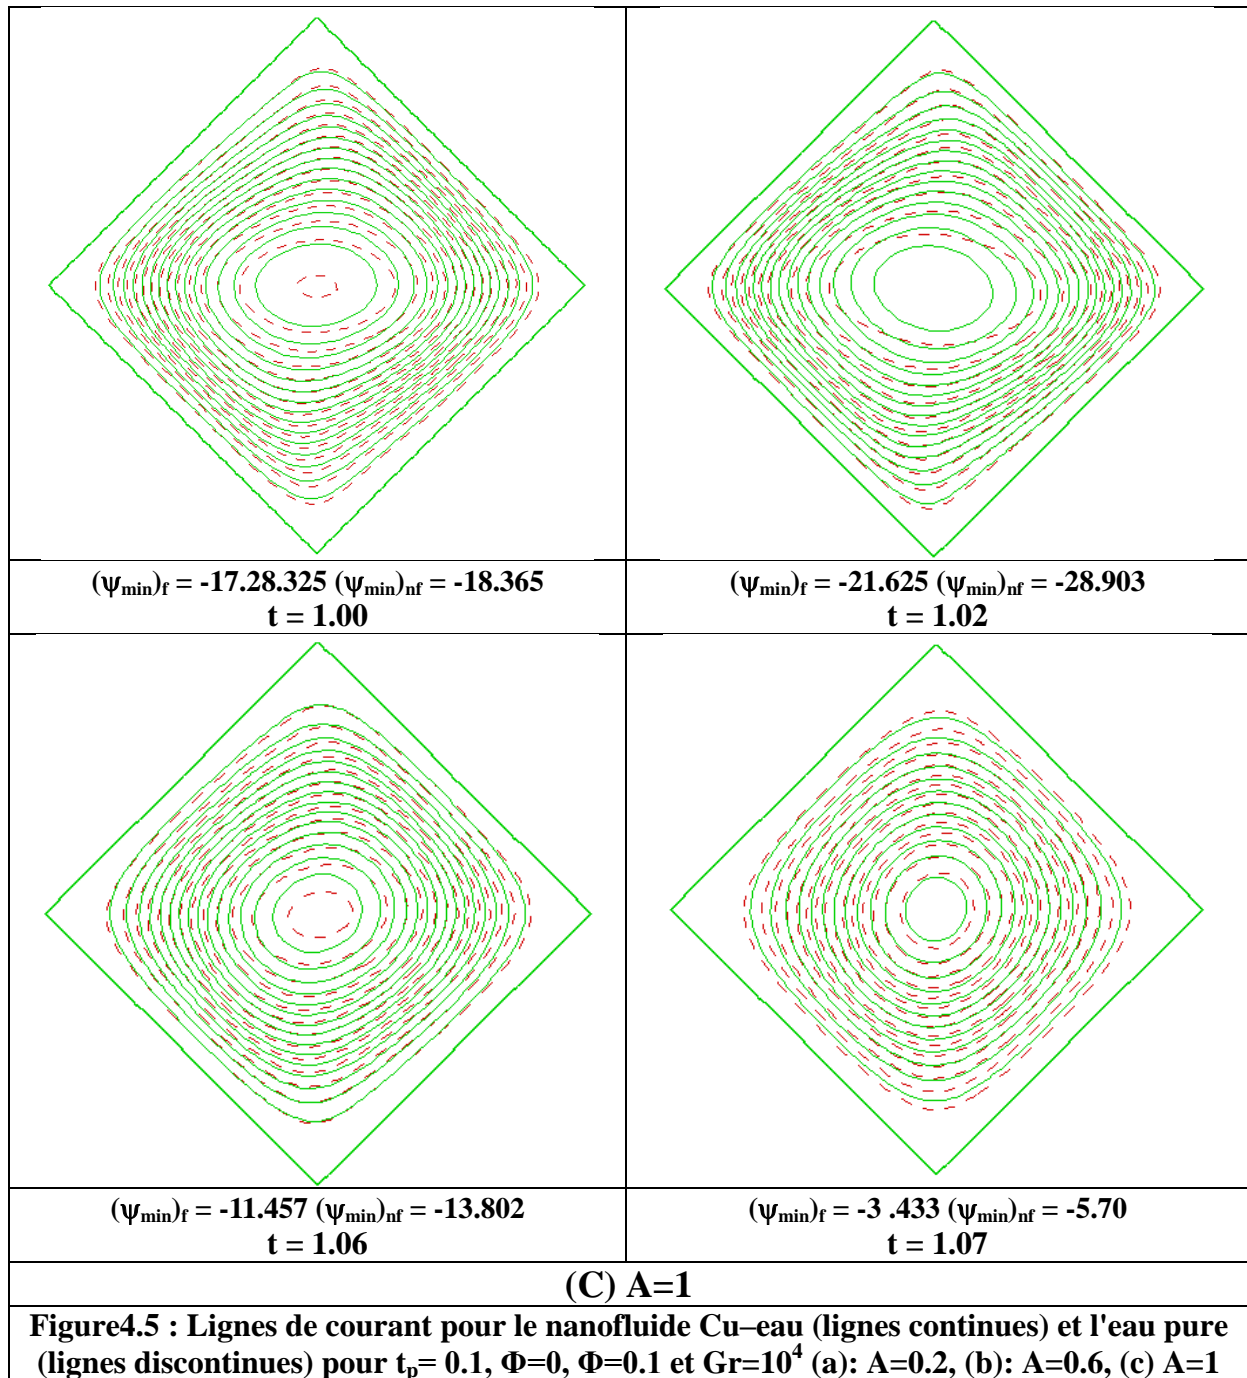 (ψmin)f = -17.28.325 (ψmin)nf = -18.365
t = 1.00
(ψmin)f = -21.625 (ψmin)nf = -28.903
t = 1.02
(ψmin)f = -11.457 (ψmin)nf = -13.802
t = 1.06
(ψmin)f = -3 .433 (ψmin)nf = -5.70
t = 1.07
(C) A=1
Figure4.5 : Lignes de courant pour le nanofluide Cu–eau (lignes continues) et l'eau pure
(lignes discontinues) pour tp= 0.1, Φ=0, Φ=0.1 et Gr=10⁴ (a): A=0.2, (b): A=0.6, (c) A=1